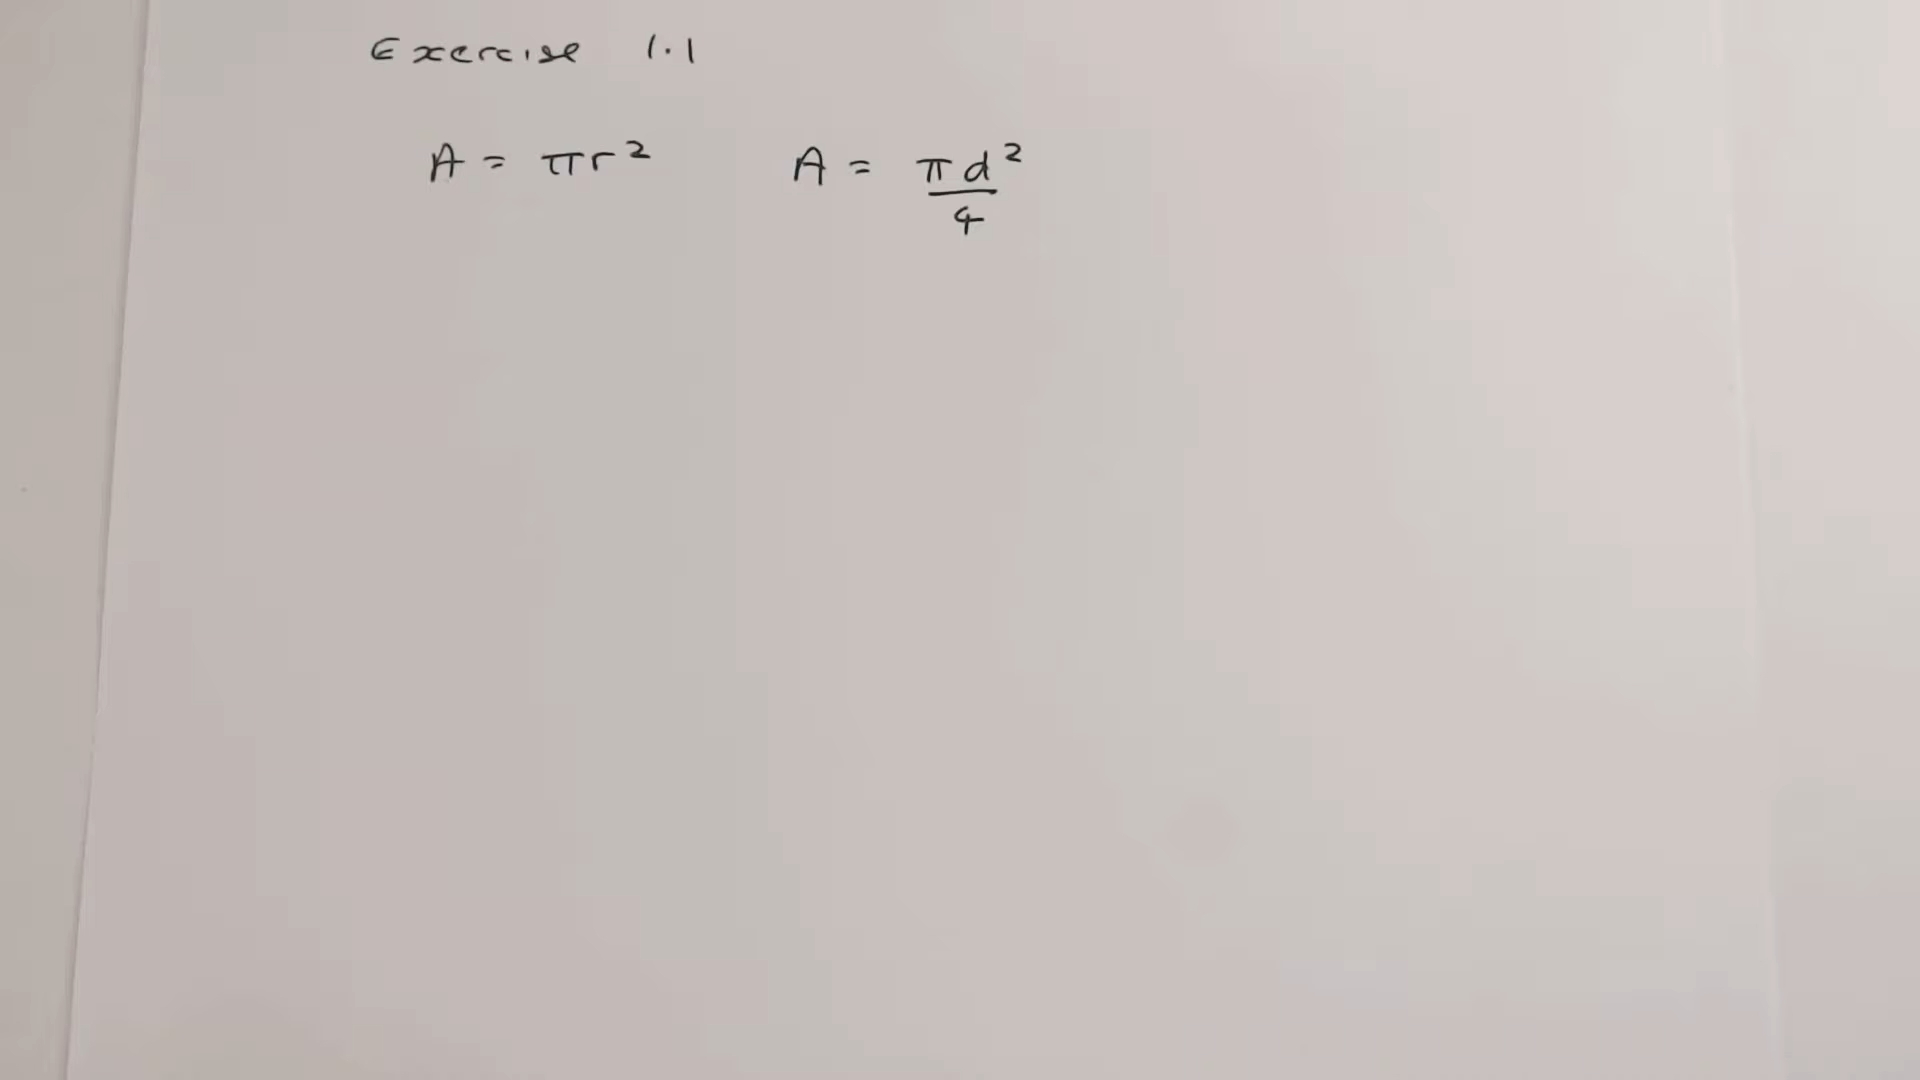 Exercise 1.1
A = πr² A = πd²/4